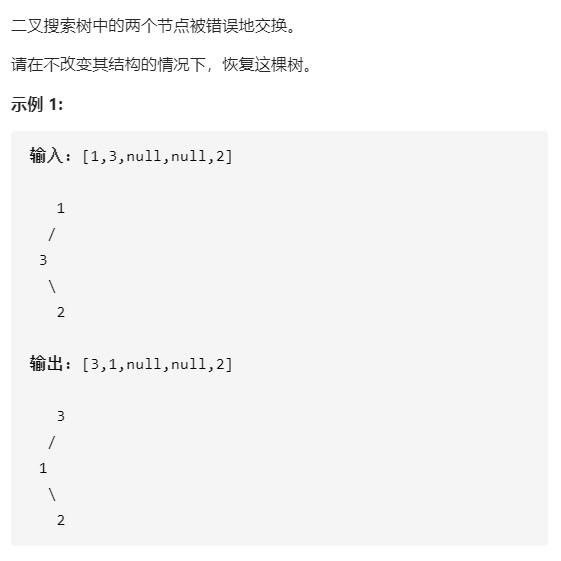 二叉搜索树中的两个节点被错误地交换。
请在不改变其结构的情况下，恢复这棵树。
示例 1:
输入: [1,3,null,null,2]
1
/
3
\
2
输出: [3,1,null,null,2]
3
/
1
\
2